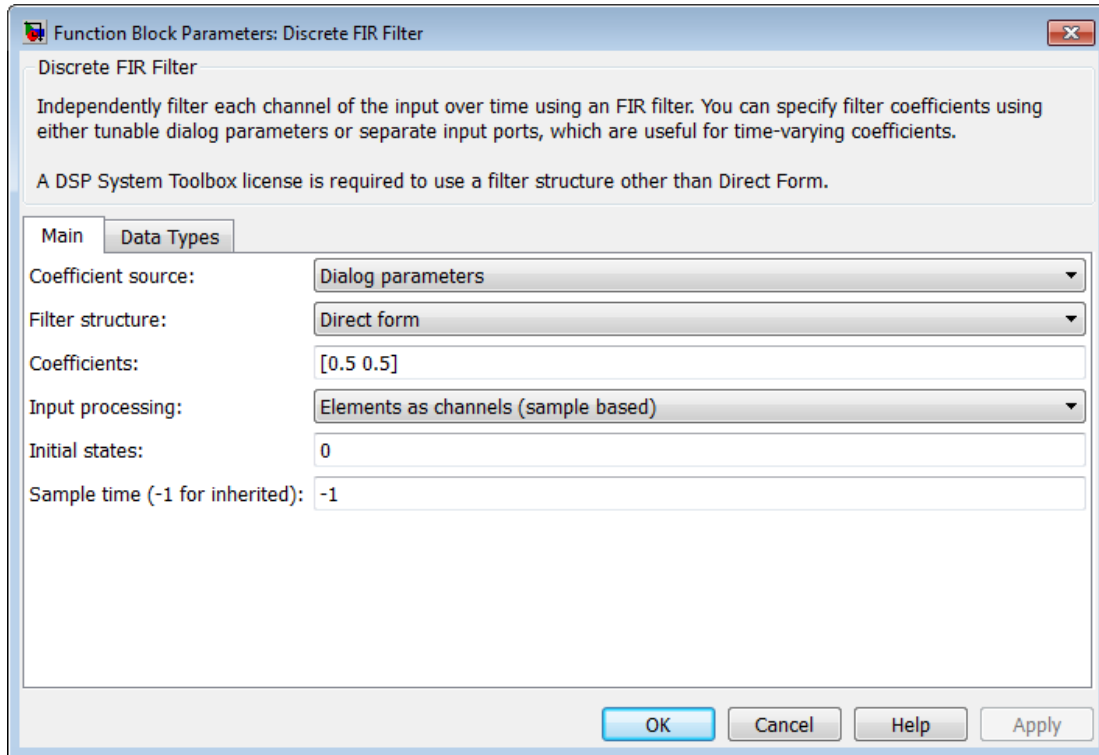 Function Block Parameters: Discrete FIR Filter
Discrete FIR Filter
Independently filter each channel of the input over time using an FIR filter. You can specify filter coefficients using
either tunable dialog parameters or separate input ports, which are useful for time-varying coefficients.
A DSP System Toolbox license is required to use a filter structure other than Direct Form.
Main Data Types
Coefficient source: Dialog parameters
Filter structure: Direct form
Coefficients: [0.5 0.5]
Input processing: Elements as channels (sample based)
Initial states: 0
Sample time (-1 for inherited): -1
OK Cancel Help Apply